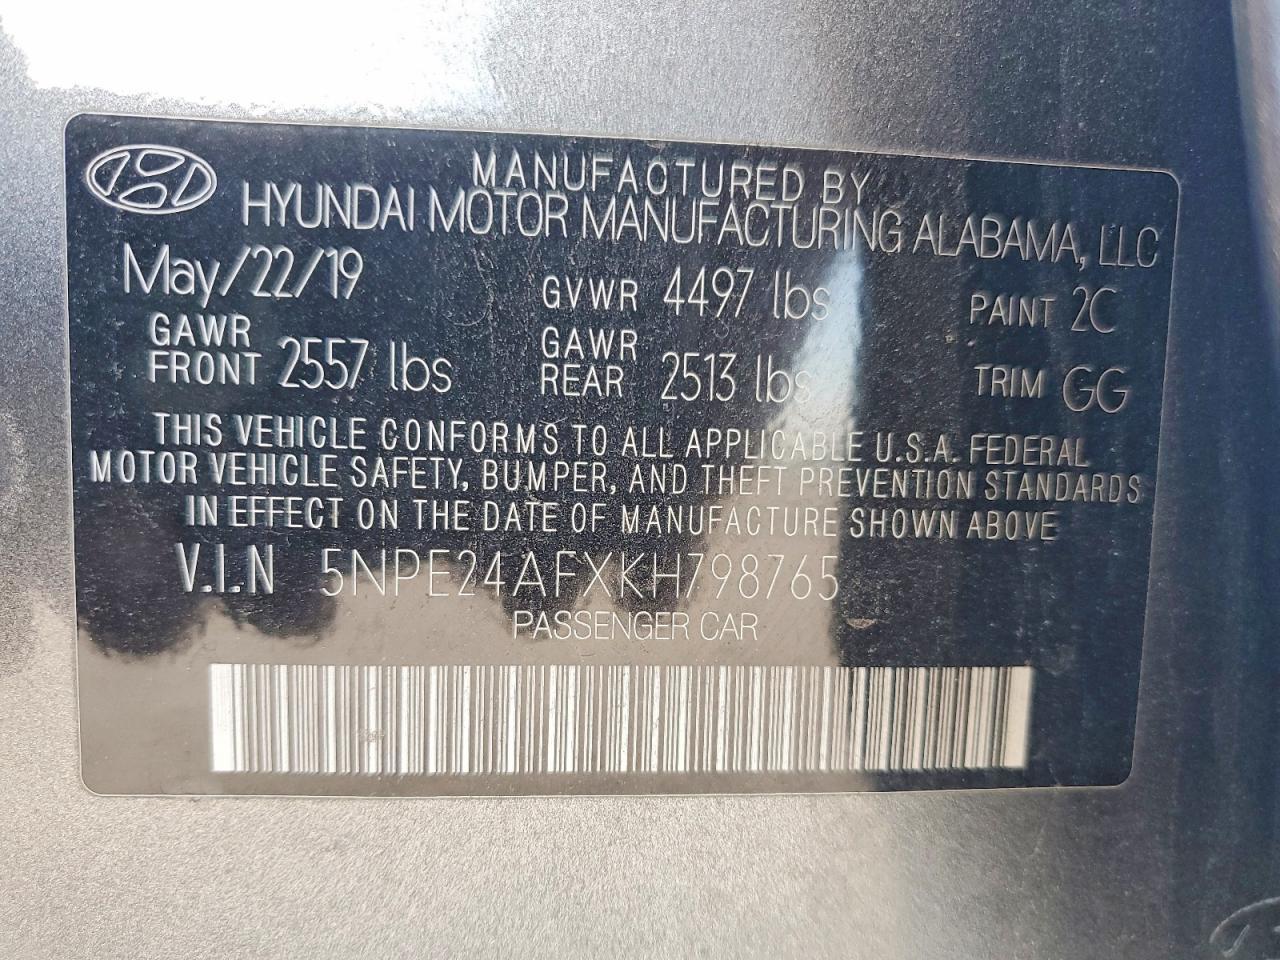 MANUFACTURED BY
HYUNDAI MOTOR MANUFACTURING ALABAMA, LLC
May/22/19 GVWR 4497 lbs PAINT 2C
GAWR FRONT 2557 lbs GAWR REAR 2513 lbs TRIM GG
THIS VEHICLE CONFORMS TO ALL APPLICABLE U.S.A. FEDERAL
MOTOR VEHICLE SAFETY, BUMPER, AND THEFT PREVENTION STANDARDS
IN EFFECT ON THE DATE OF MANUFACTURE SHOWN ABOVE
V.I.N 5NPE24AFXKH798765
PASSENGER CAR